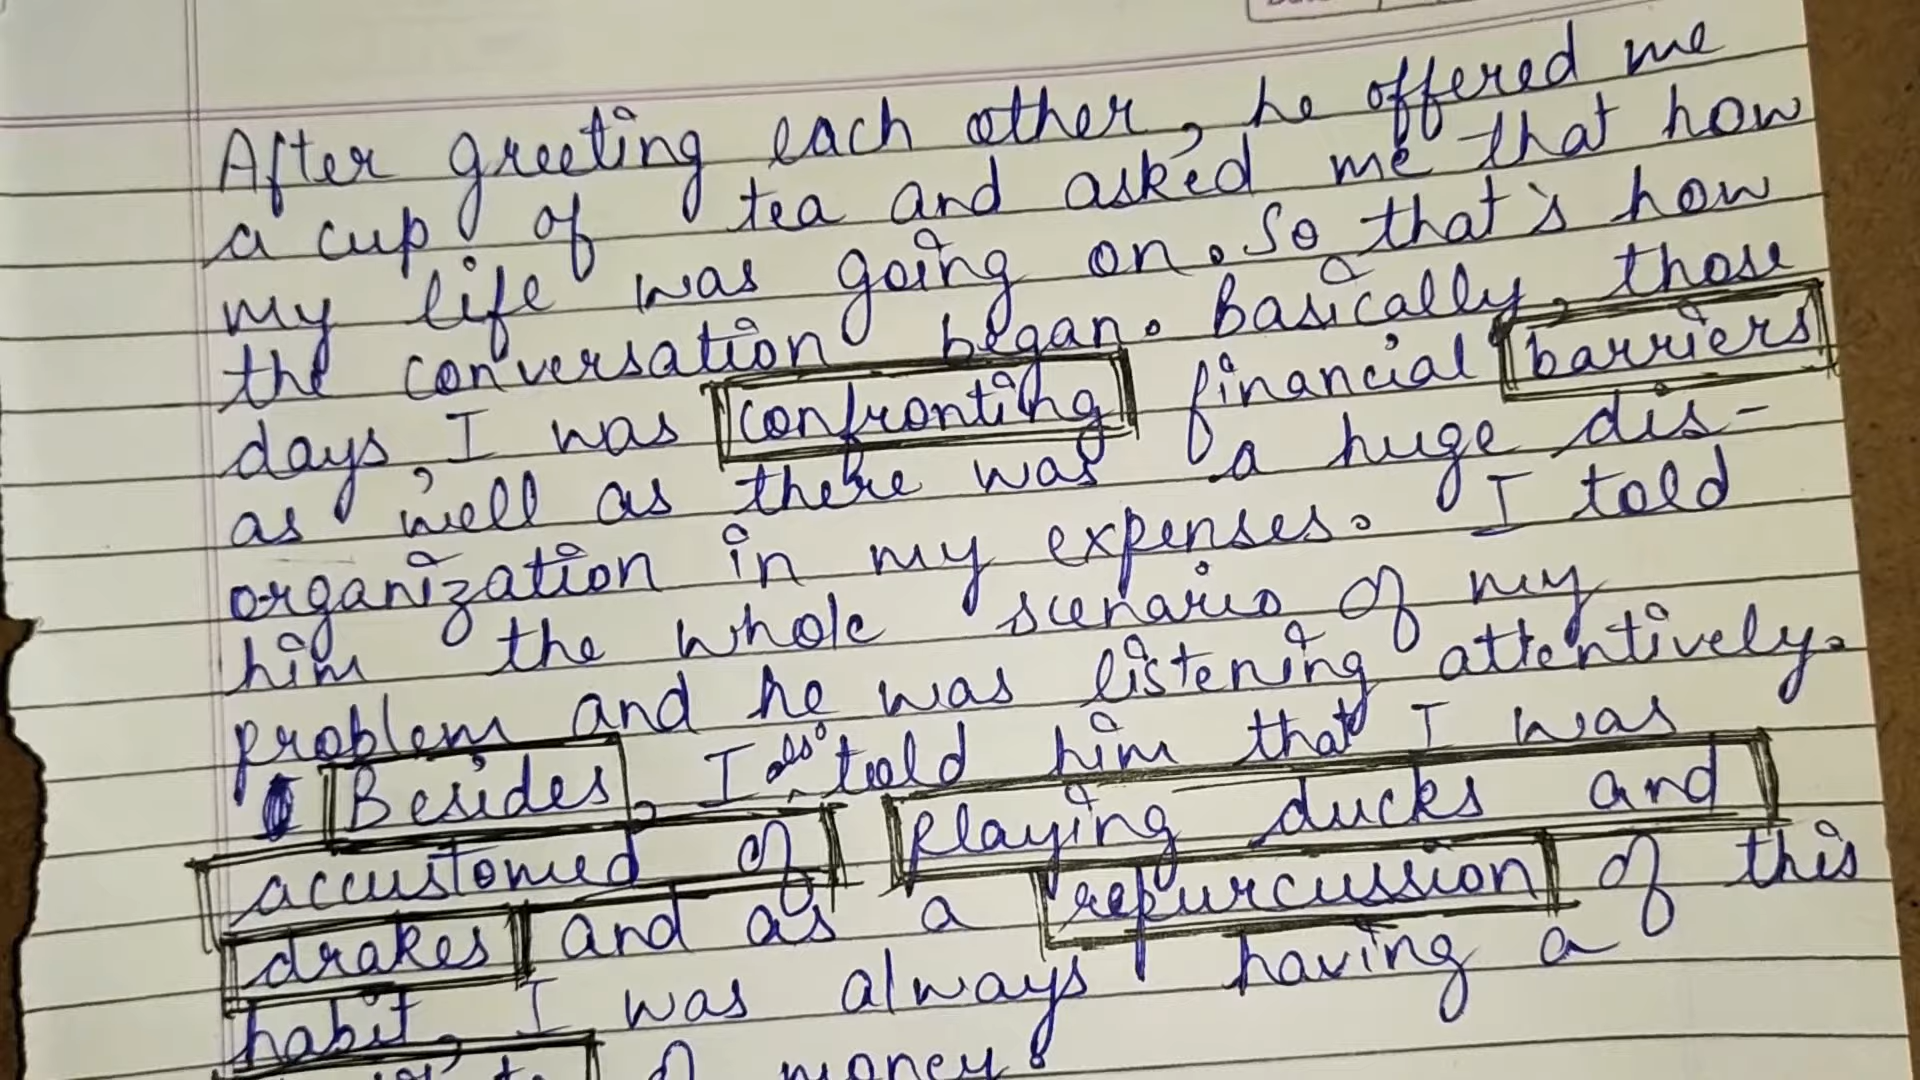 After greeting each other, he offered me
a cup of tea and asked me that how
my life was going on. So that's how
the conversation began. Basically, those
days, I was confronting financial barriers
as well as there was a huge dis-
organization in my expenses. I told
him the whole scenario of my
problem and he was listening attentively.
Besides, I also told him that I was
accustomed of playing ducks and
drakes and as a repurcussion of this
habit, I was always having a
of money.